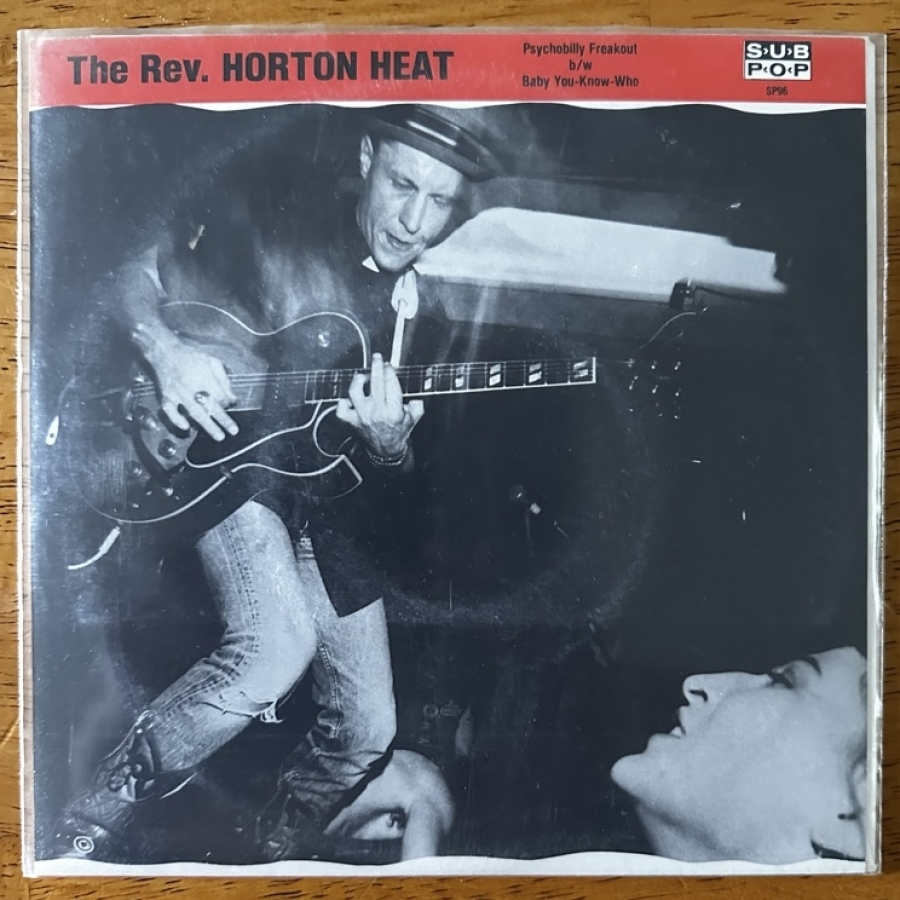 The Rev. HORTON HEAT
Psychobilly Freakout
b/w
Baby You-Know-Who
SUB
POP
SP96
©